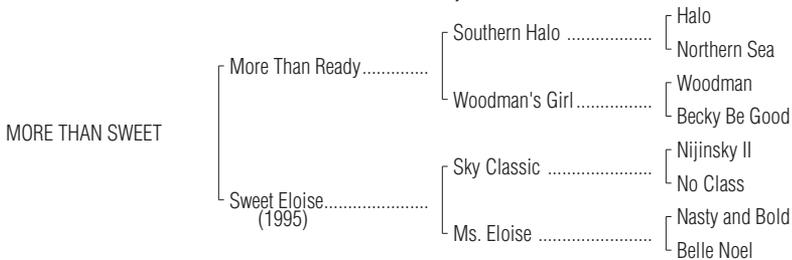 Halo
Southern Halo ..................
Northern Sea
More Than Ready..............
Woodman
Woodman's Girl................
Becky Be Good
MORE THAN SWEET
Nijinsky II
Sky Classic ......................
No Class
Sweet Eloise......................
(1995)
Nasty and Bold
Ms. Eloise ........................
Belle Noel